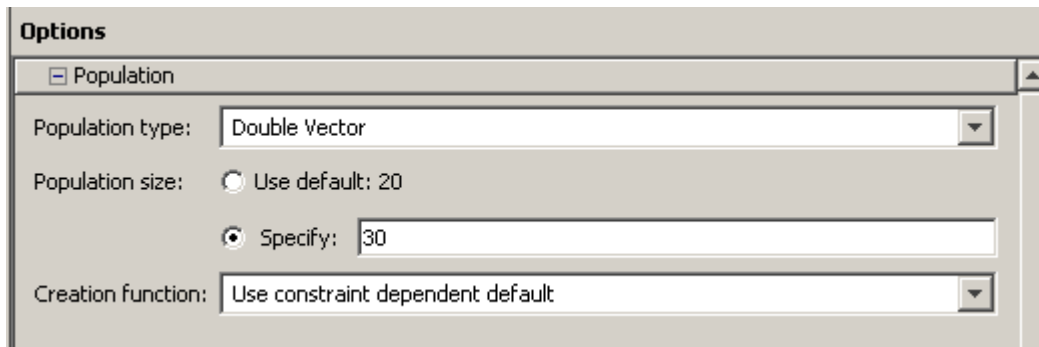 Options
Population
Population type: Double Vector
Population size: Use default: 20
Specify: 30
Creation function: Use constraint dependent default